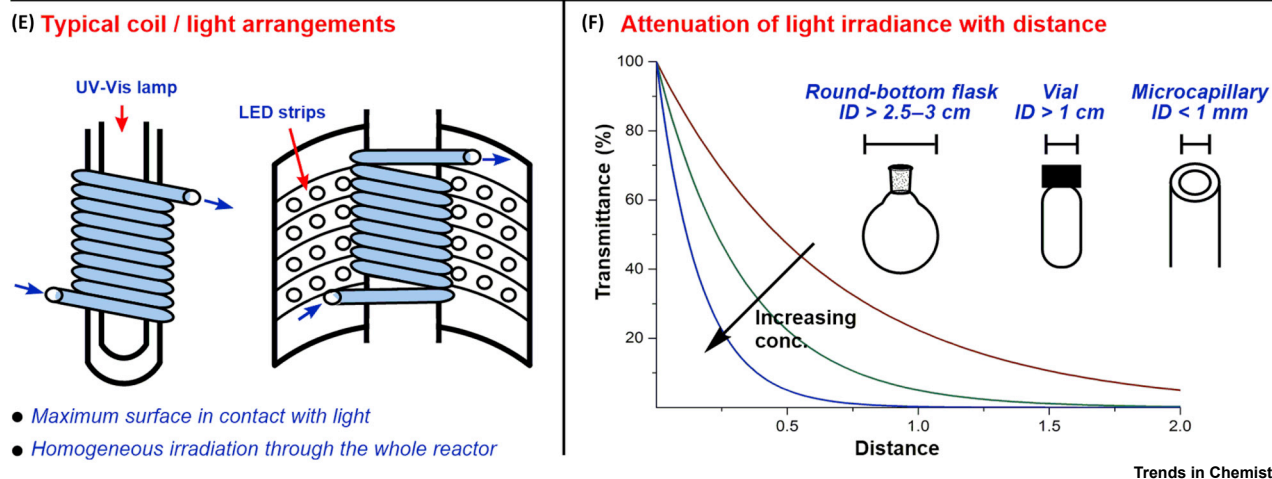 (E) Typical coil / light arrangements
UV-Vis lamp
LED strips
● Maximum surface in contact with light
● Homogeneous irradiation through the whole reactor
(F) Attenuation of light irradiance with distance
Round-bottom flask
ID > 2.5–3 cm
Vial
ID > 1 cm
Microcapillary
ID < 1 mm
Transmittance (%)
100
80
60
40
20
Increasing
conc.
0.5
1.0
1.5
2.0
Distance
Trends in Chemist